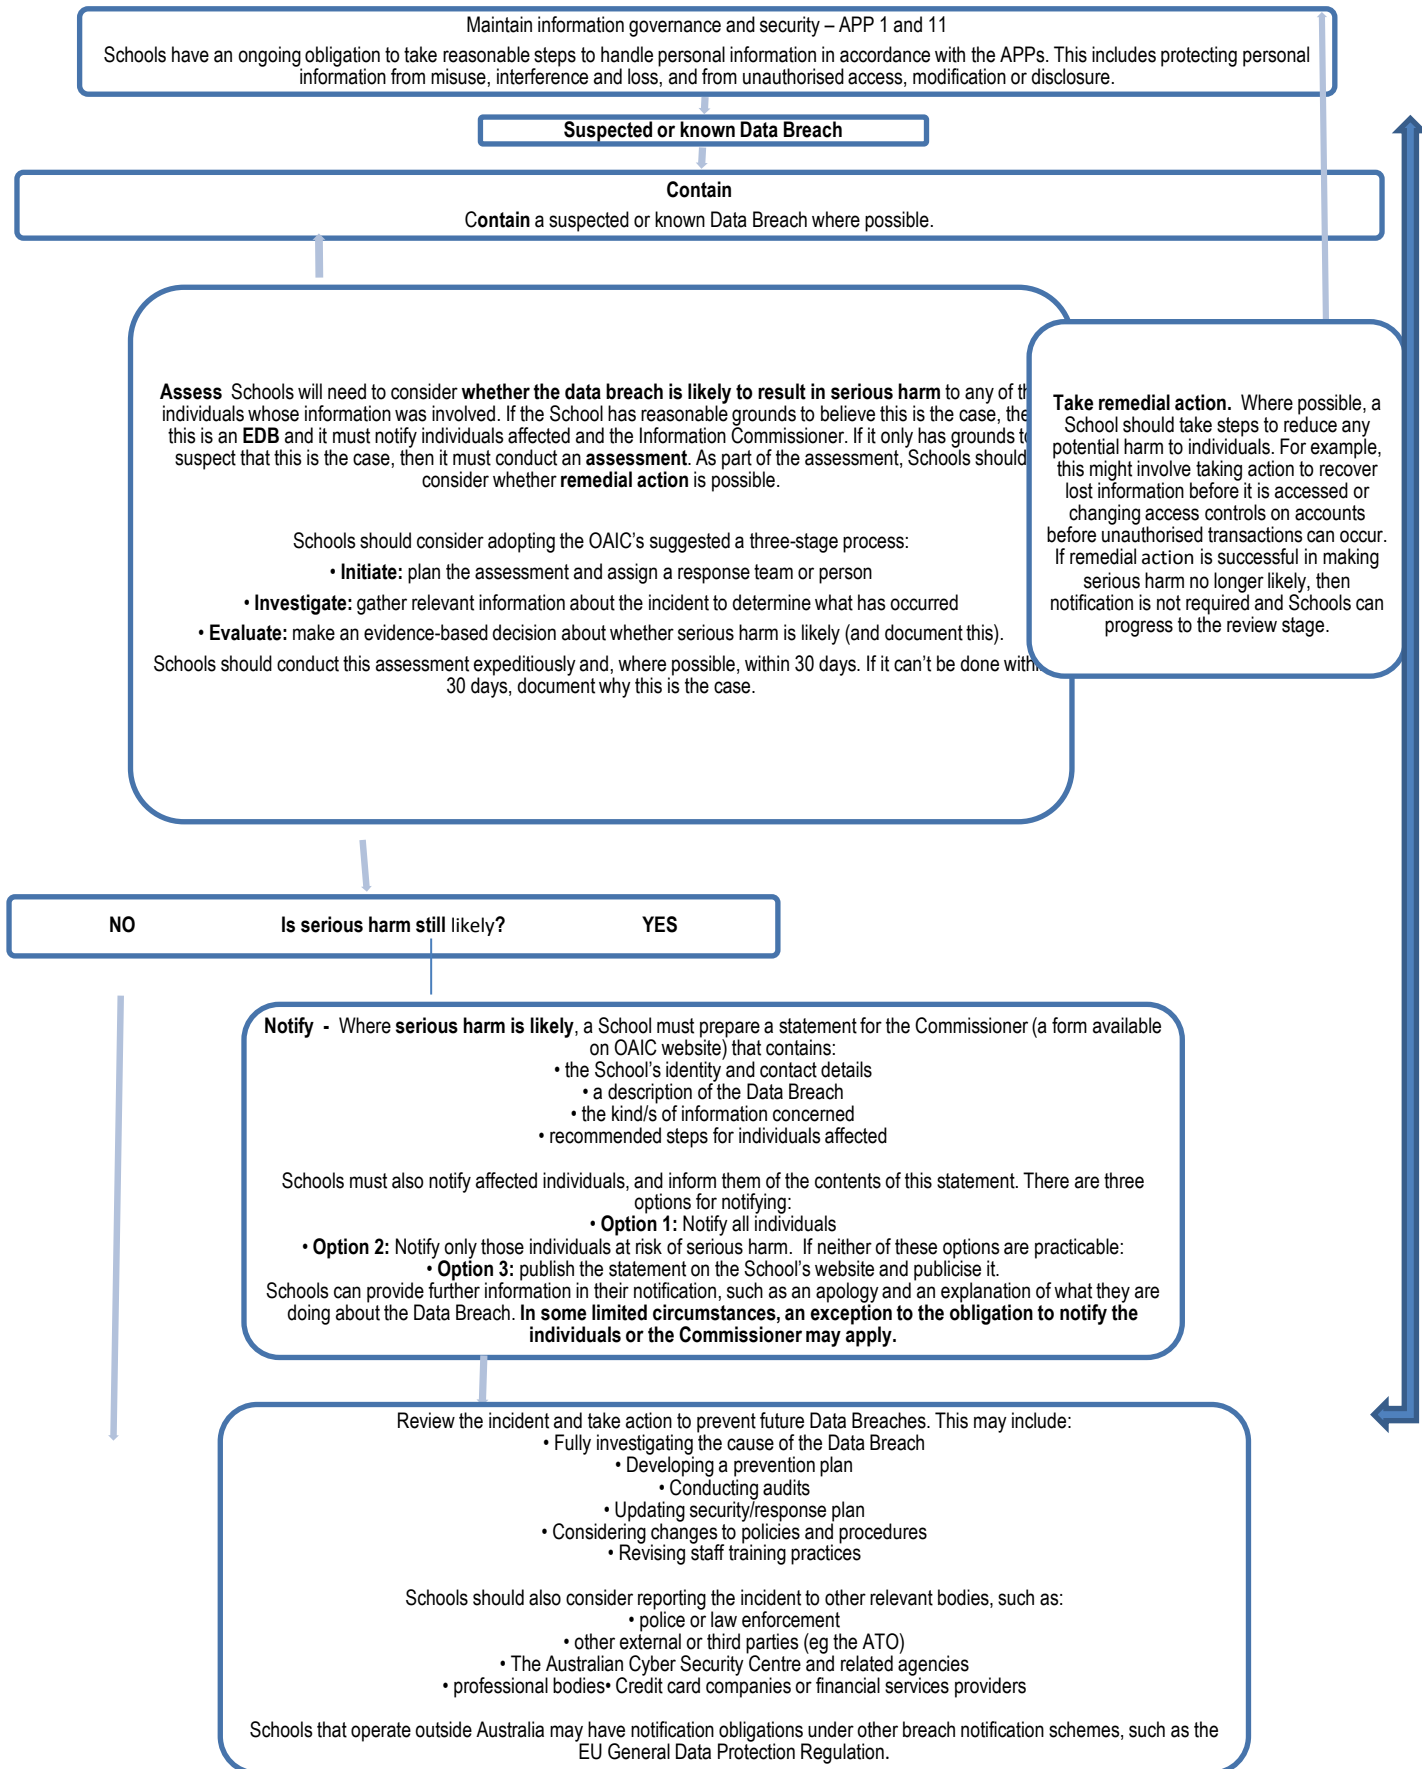 Maintain information governance and security – APP 1 and 11
Schools have an ongoing obligation to take reasonable steps to handle personal information in accordance with the APPs. This includes protecting personal
information from misuse, interference and loss, and from unauthorised access, modification or disclosure.
Suspected or known Data Breach
Contain
Contain a suspected or known Data Breach where possible.
Assess Schools will need to consider whether the data breach is likely to result in serious harm to any of th
individuals whose information was involved. If the School has reasonable grounds to believe this is the case, the
this is an EDB and it must notify individuals affected and the Information Commissioner. If it only has grounds to
suspect that this is the case, then it must conduct an assessment. As part of the assessment, Schools should
consider whether remedial action is possible.
Schools should consider adopting the OAIC's suggested a three-stage process:
• Initiate: plan the assessment and assign a response team or person
• Investigate: gather relevant information about the incident to determine what has occurred
• Evaluate: make an evidence-based decision about whether serious harm is likely (and document this).
Schools should conduct this assessment expeditiously and, where possible, within 30 days. If it can't be done with
30 days, document why this is the case.
Take remedial action. Where possible, a
School should take steps to reduce any
potential harm to individuals. For example,
this might involve taking action to recover
lost information before it is accessed or
changing access controls on accounts
before unauthorised transactions can occur.
If remedial action is successful in making
serious harm no longer likely, then
notification is not required and Schools can
progress to the review stage.
NO Is serious harm still likely? YES
Notify - Where serious harm is likely, a School must prepare a statement for the Commissioner (a form available
on OAIC website) that contains:
• the School's identity and contact details
• a description of the Data Breach
• the kind/s of information concerned
• recommended steps for individuals affected
Schools must also notify affected individuals, and inform them of the contents of this statement. There are three
options for notifying:
• Option 1: Notify all individuals
• Option 2: Notify only those individuals at risk of serious harm. If neither of these options are practicable:
• Option 3: publish the statement on the School's website and publicise it.
Schools can provide further information in their notification, such as an apology and an explanation of what they are
doing about the Data Breach. In some limited circumstances, an exception to the obligation to notify the
individuals or the Commissioner may apply.
Review the incident and take action to prevent future Data Breaches. This may include:
• Fully investigating the cause of the Data Breach
• Developing a prevention plan
• Conducting audits
• Updating security/response plan
• Considering changes to policies and procedures
• Revising staff training practices
Schools should also consider reporting the incident to other relevant bodies, such as:
• police or law enforcement
• other external or third parties (eg the ATO)
• The Australian Cyber Security Centre and related agencies
• professional bodies• Credit card companies or financial services providers
Schools that operate outside Australia may have notification obligations under other breach notification schemes, such as the
EU General Data Protection Regulation.